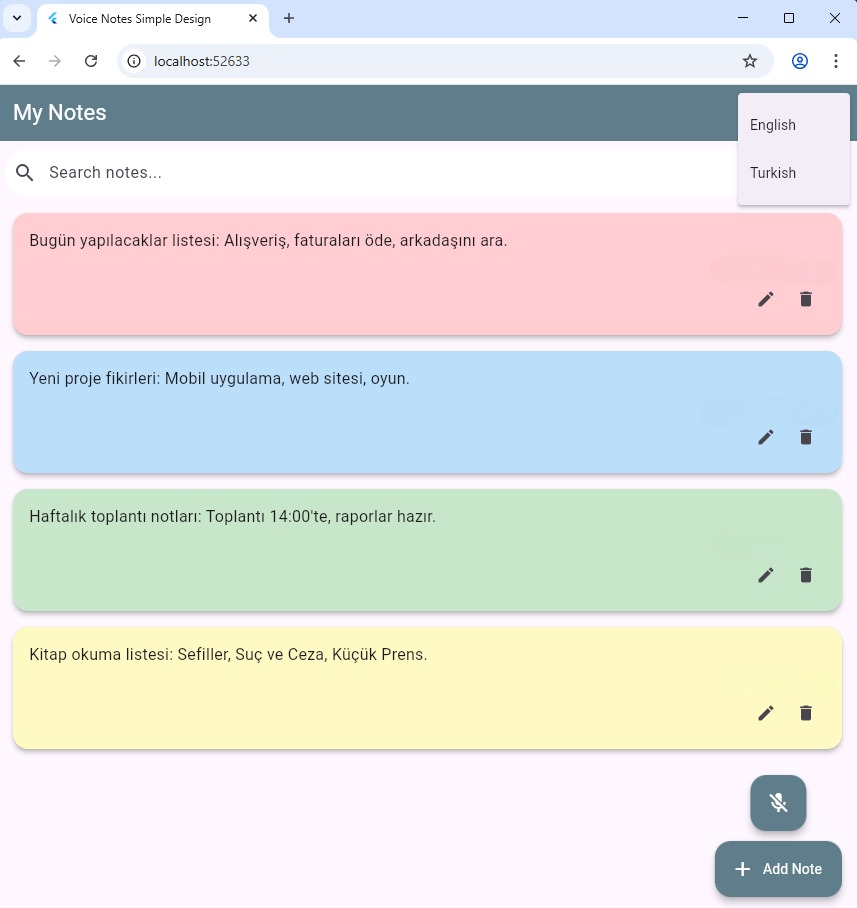 Voice Notes Simple Design
localhost:52633
My Notes
English
Search notes...
Turkish
Bugün yapılacaklar listesi: Alışveriş, faturaları öde, arkadaşını ara.
Yeni proje fikirleri: Mobil uygulama, web sitesi, oyun.
Haftalık toplantı notları: Toplantı 14:00'te, raporlar hazır.
Kitap okuma listesi: Sefiller, Suç ve Ceza, Küçük Prens.
Add Note